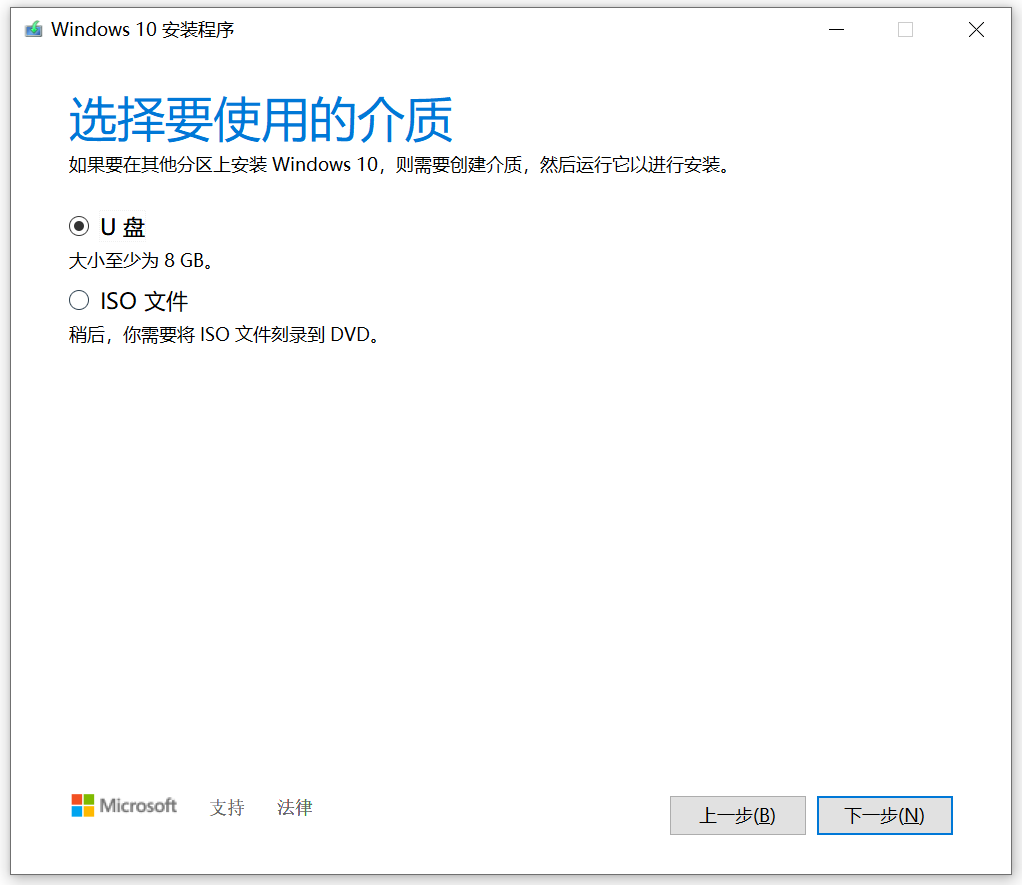 Windows 10 安装程序
选择要使用的介质
如果要在其他分区上安装 Windows 10，则需要创建介质，然后运行它以进行安装。
U 盘
大小至少为 8 GB。
ISO 文件
稍后，你需要将 ISO 文件刻录到 DVD。
Microsoft 支持 法律 上一步(B) 下一步(N)